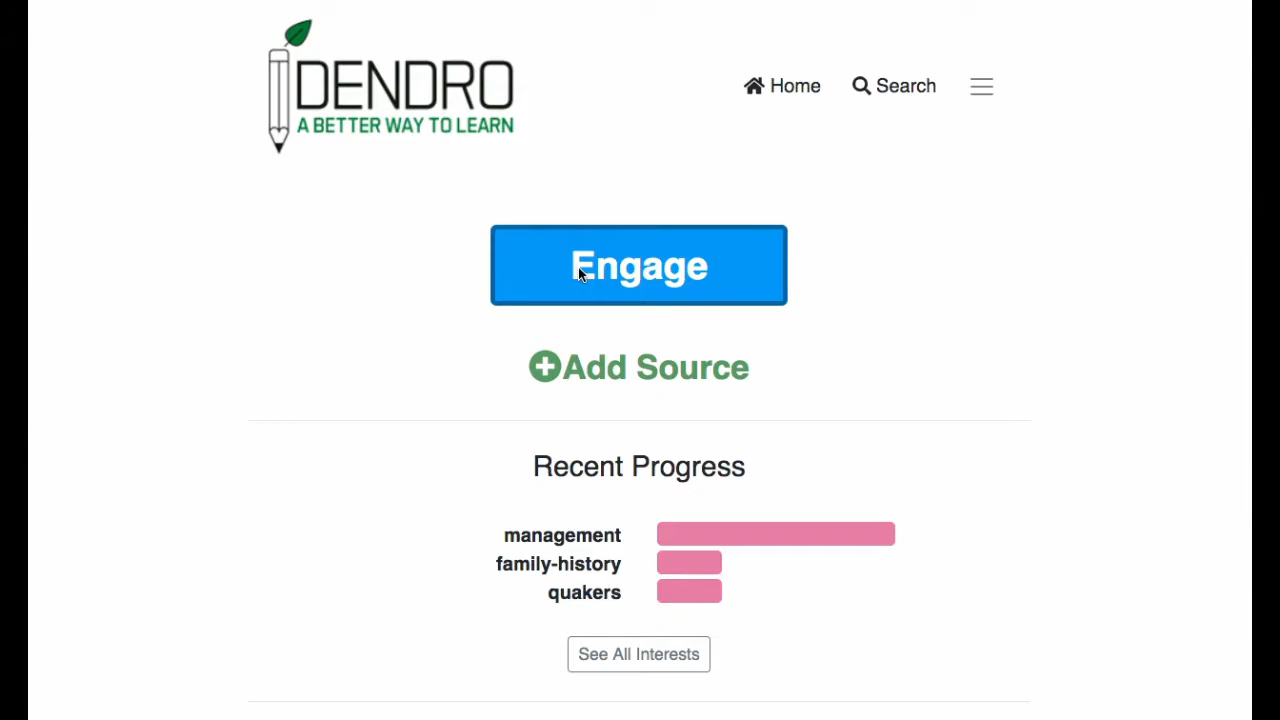 DENDRO
A BETTER WAY TO LEARN
Home Search
Engage
Add Source
Recent Progress
management
family-history
quakers
See All Interests